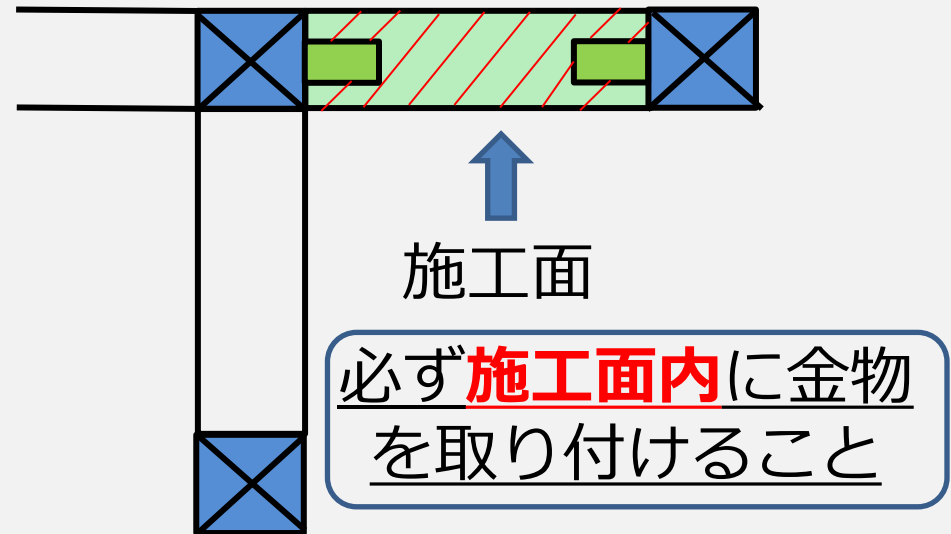 施工面
必ず施工面内に金物
を取り付けること